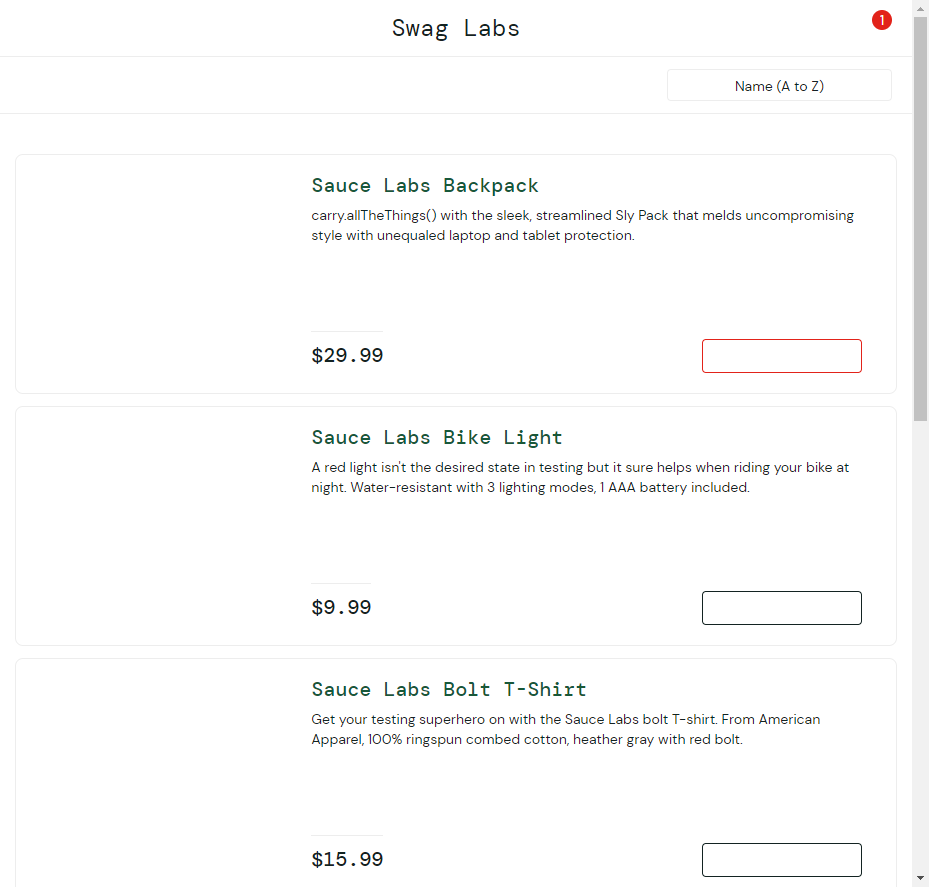 Swag Labs
1
Name (A to Z)
Sauce Labs Backpack
carry.allTheThings() with the sleek, streamlined Sly Pack that melds uncompromising
style with unequaled laptop and tablet protection.
$29.99
Sauce Labs Bike Light
A red light isn't the desired state in testing but it sure helps when riding your bike at
night. Water-resistant with 3 lighting modes, 1 AAA battery included.
$9.99
Sauce Labs Bolt T-Shirt
Get your testing superhero on with the Sauce Labs bolt T-shirt. From American
Apparel, 100% ringspun combed cotton, heather gray with red bolt.
$15.99